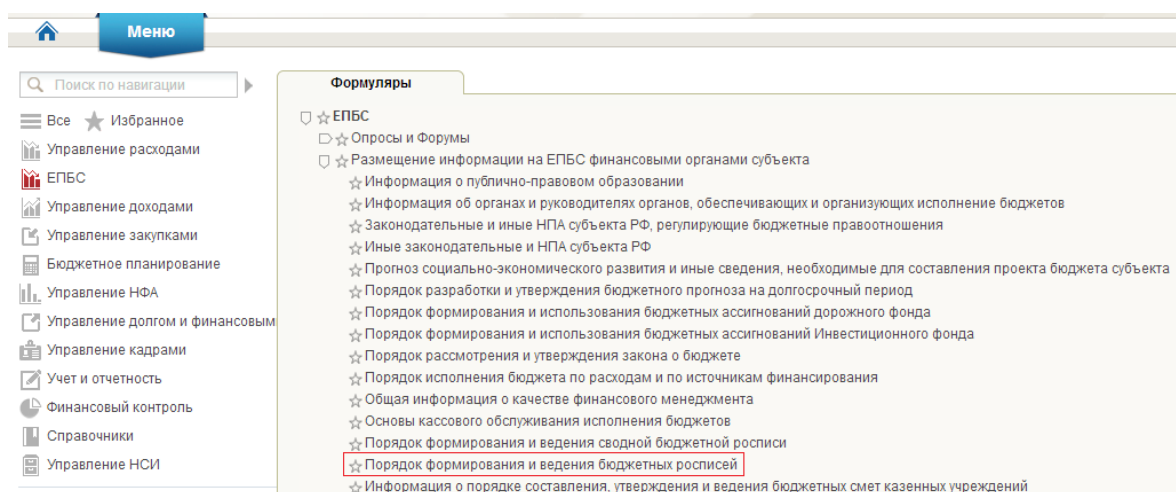 Меню
Поиск по навигации
Все Избранное
Управление расходами
ЕПБС
Управление доходами
Управление закупками
Бюджетное планирование
Управление НФА
Управление долгом и финансовым
Управление кадрами
Учет и отчетность
Финансовый контроль
Справочники
Управление НСИ
Формуляры
ЕПБС
Опросы и Форумы
Размещение информации на ЕПБС финансовыми органами субъекта
Информация о публично-правовом образовании
Информация об органах и руководителях органов, обеспечивающих и организующих исполнение бюджетов
Законодательные и иные НПА субъекта РФ, регулирующие бюджетные правоотношения
Иные законодательные и НПА субъекта РФ
Прогноз социально-экономического развития и иные сведения, необходимые для составления проекта бюджета субъекта
Порядок разработки и утверждения бюджетного прогноза на долгосрочный период
Порядок формирования и использования бюджетных ассигнований дорожного фонда
Порядок формирования и использования бюджетных ассигнований Инвестиционного фонда
Порядок рассмотрения и утверждения закона о бюджете
Порядок исполнения бюджета по расходам и по источникам финансирования
Общая информация о качестве финансового менеджмента
Основы кассового обслуживания исполнения бюджетов
Порядок формирования и ведения сводной бюджетной росписи
Порядок формирования и ведения бюджетных росписей
Информация о порядке составления, утверждения и ведения бюджетных смет казенных учреждений